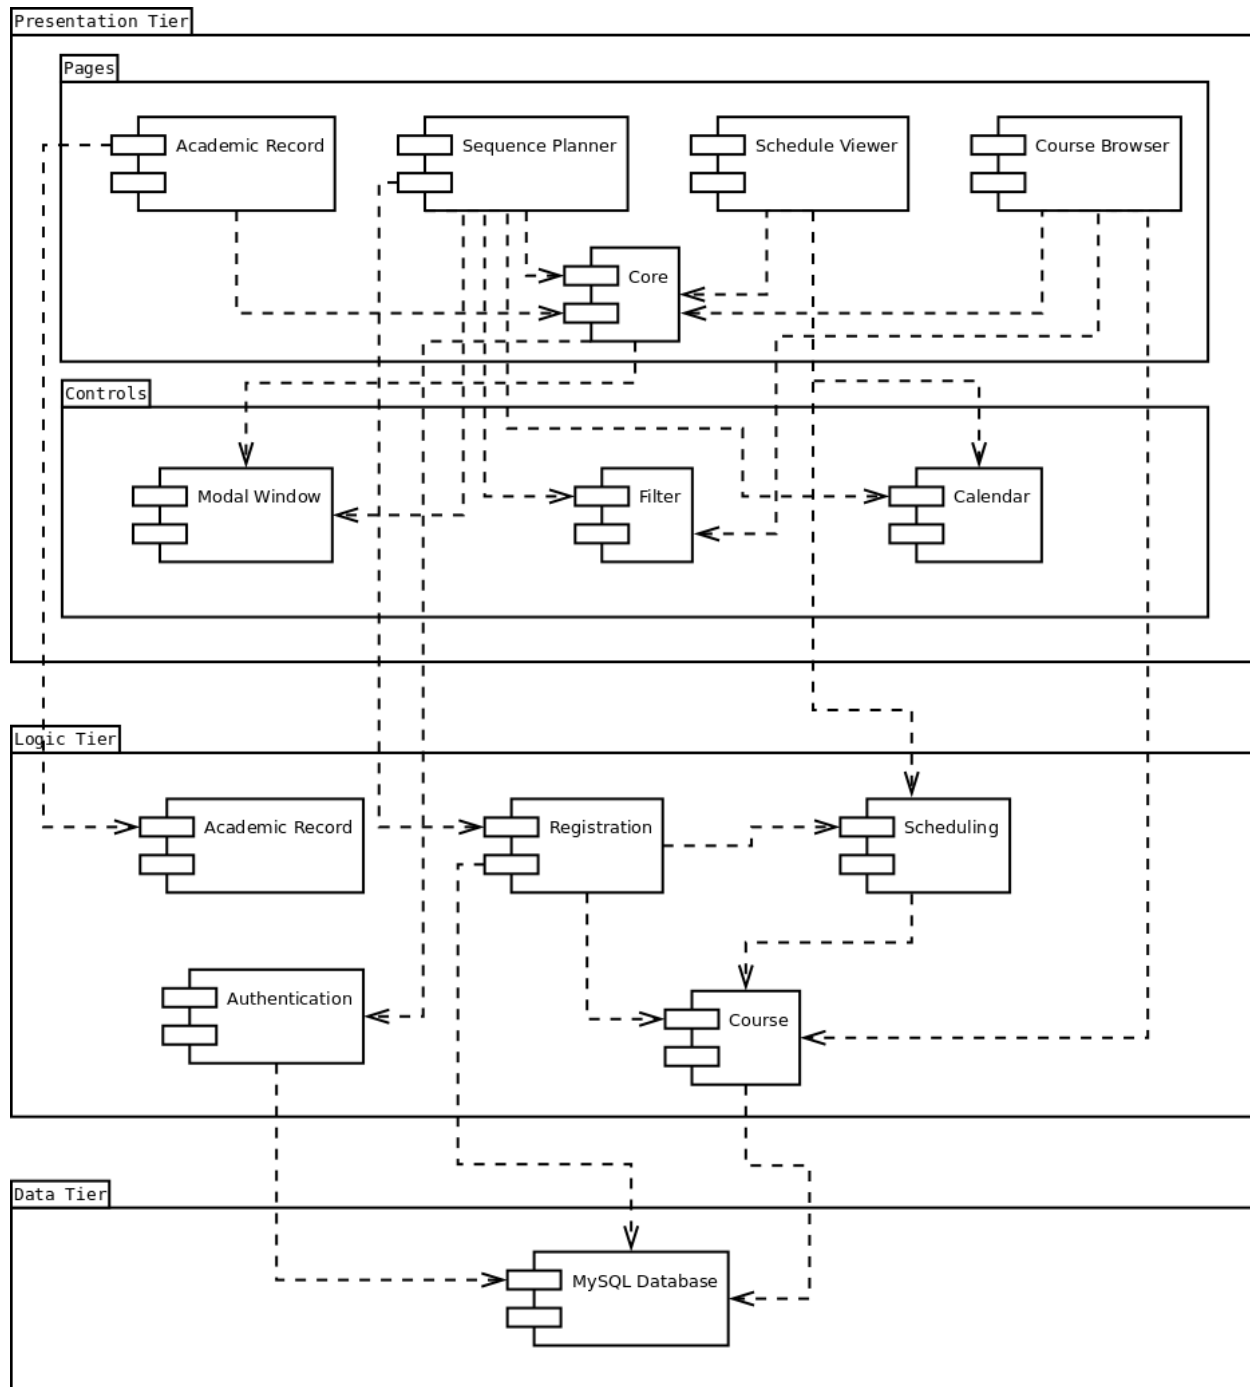 Presentation Tier
Pages
Academic Record
Sequence Planner
Schedule Viewer
Course Browser
Core
Controls
Modal Window
Filter
Calendar
Logic Tier
Academic Record
Registration
Scheduling
Authentication
Course
Data Tier
MySQL Database